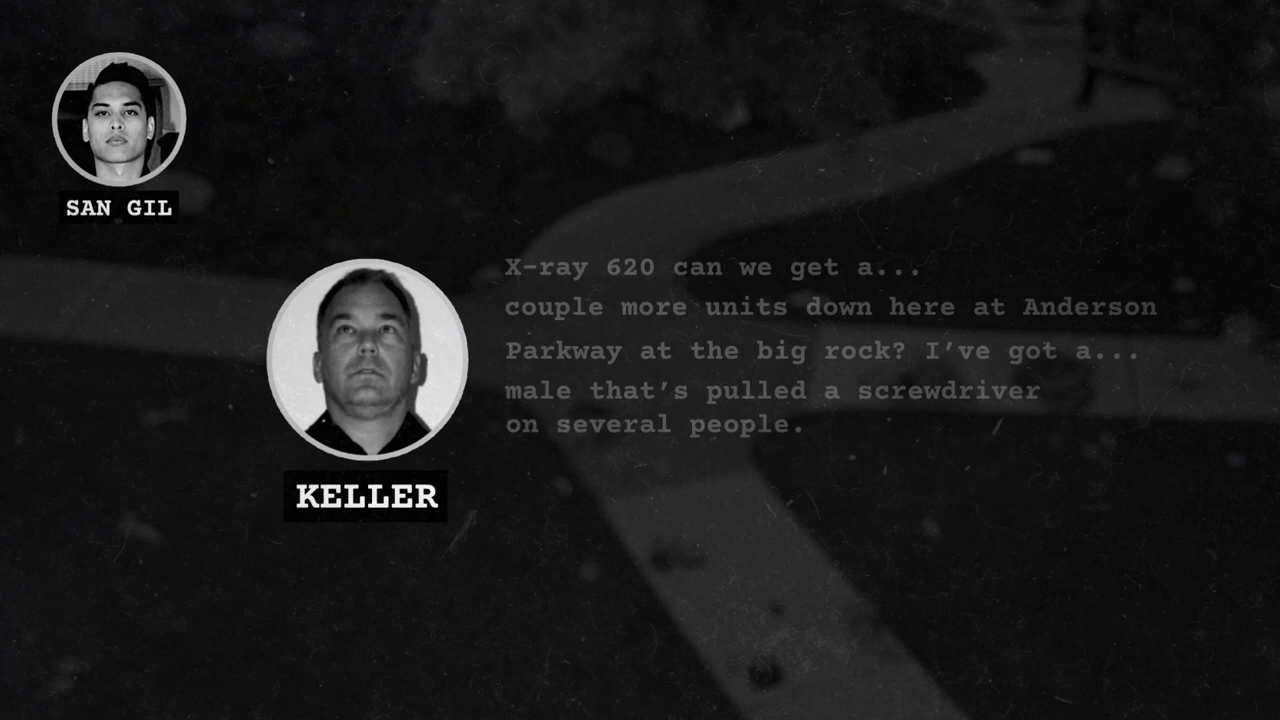 SAN GIL
X-ray 620 can we get a...
couple more units down here at Anderson
Parkway at the big rock? I’ve got a...
male that’s pulled a screwdriver
on several people.
KELLER